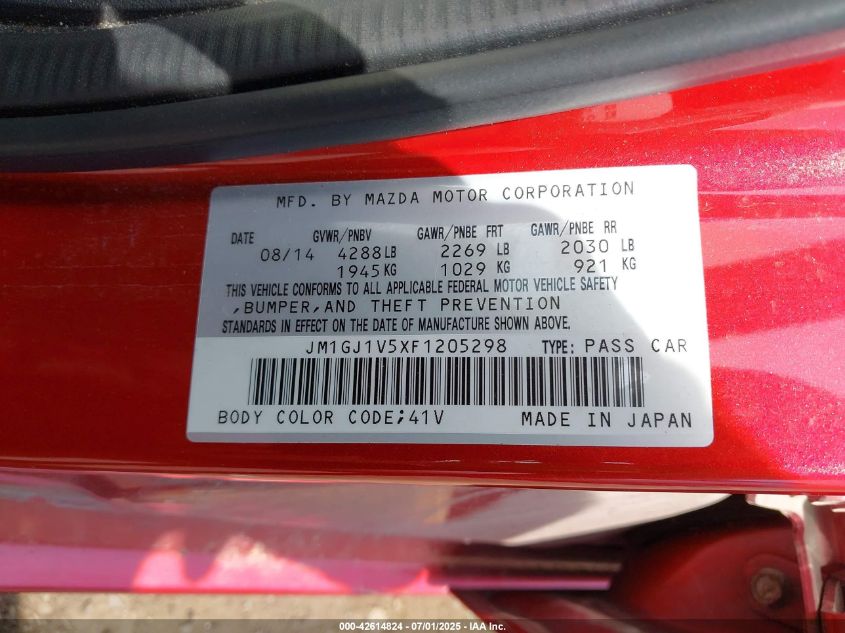 MFD. BY MAZDA MOTOR CORPORATION
DATE GVWR/PNBV GAWR/PNBE FRT GAWR/PNBE RR
08/14 4288LB 2269 LB 2030 LB
1945KG 1029 KG 921 KG
THIS VEHICLE CONFORMS TO ALL APPLICABLE FEDERAL MOTOR VEHICLE SAFETY
,BUMPER,AND THEFT PREVENTION
STANDARDS IN EFFECT ON THE DATE OF MANUFACTURE SHOWN ABOVE.
JM1GJ1V5XF1205298 TYPE: PASS CAR
BODY COLOR CODE;41V MADE IN JAPAN
000-42614824 | 07/01/2025 | IAA Inc.